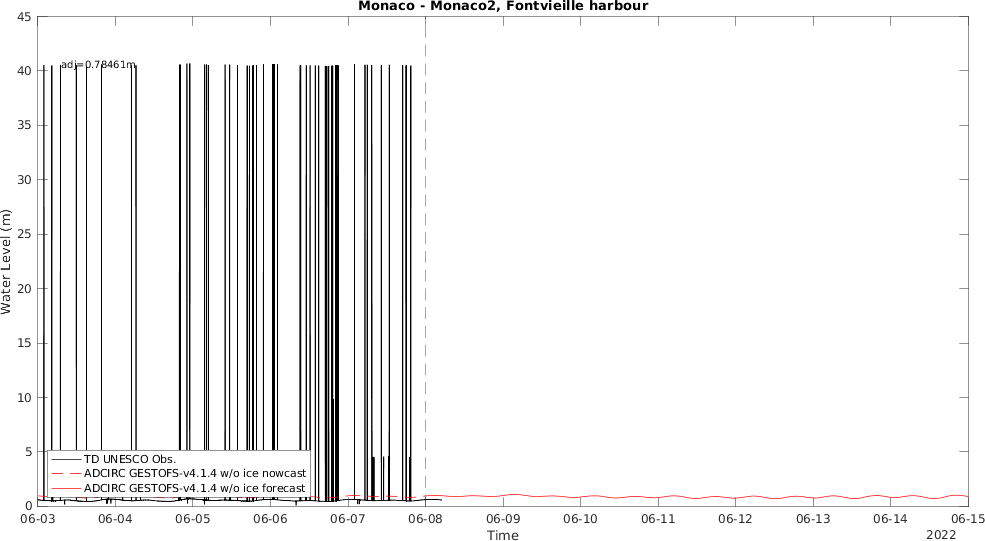 Monaco - Monaco2, Fontvieille harbour
45
40
35
30
25
20
15
10
5
0
Water Level (m)
adj=0.78461m
TD UNESCO Obs.
ADCIRC GESTOFS-v4.1.4 w/o ice nowcast
ADCIRC GESTOFS-v4.1.4 w/o ice forecast
06-03 06-04 06-05 06-06 06-07 06-08 06-09 06-10 06-11 06-12 06-13 06-14 06-15
Time
2022